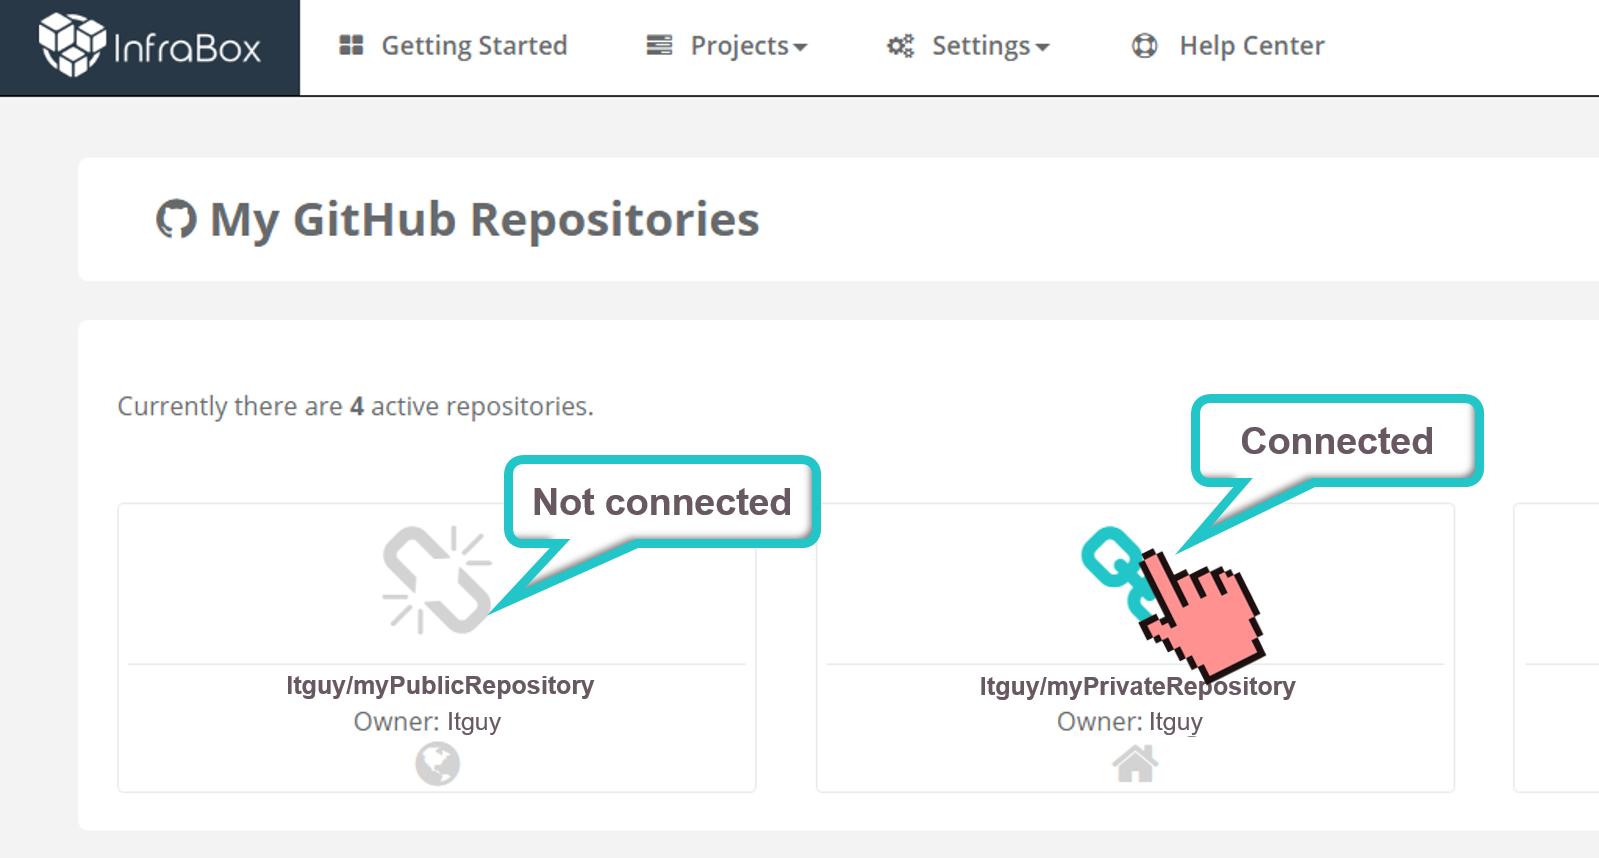 InfraBox
Getting Started
Projects
Settings
Help Center
My GitHub Repositories
Currently there are 4 active repositories.
Connected
Not connected
Itguy/myPublicRepository
Owner: Itguy
Itguy/myPrivateRepository
Owner: Itguy